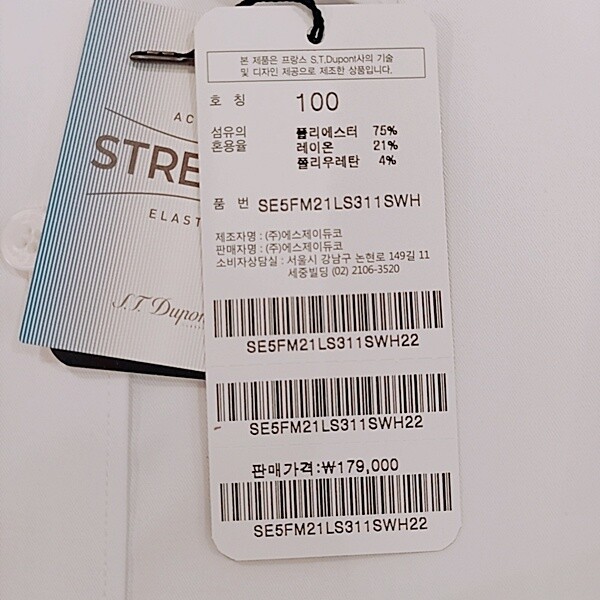 본 제품은 프랑스 S.T.Dupont사의 기술
및 디자인 제공으로 제조한 상품입니다.
호 칭 100
섬유의 혼용율
폴리에스터 75%
레이온 21%
폴리우레탄 4%
품 번 SE5FM21LS311SWH
제조자명 : (주)에스제이듀코
판매자명 : (주)에스제이듀코
소비자상담실 : 서울시 강남구 논현로 149길 11
세중빌딩 (02) 2106-3520
SE5FM21LS311SWH22
SE5FM21LS311SWH22
판매가격:₩179,000
SE5FM21LS311SWH22
AC
STRE
ELAST
S.T. Dupont